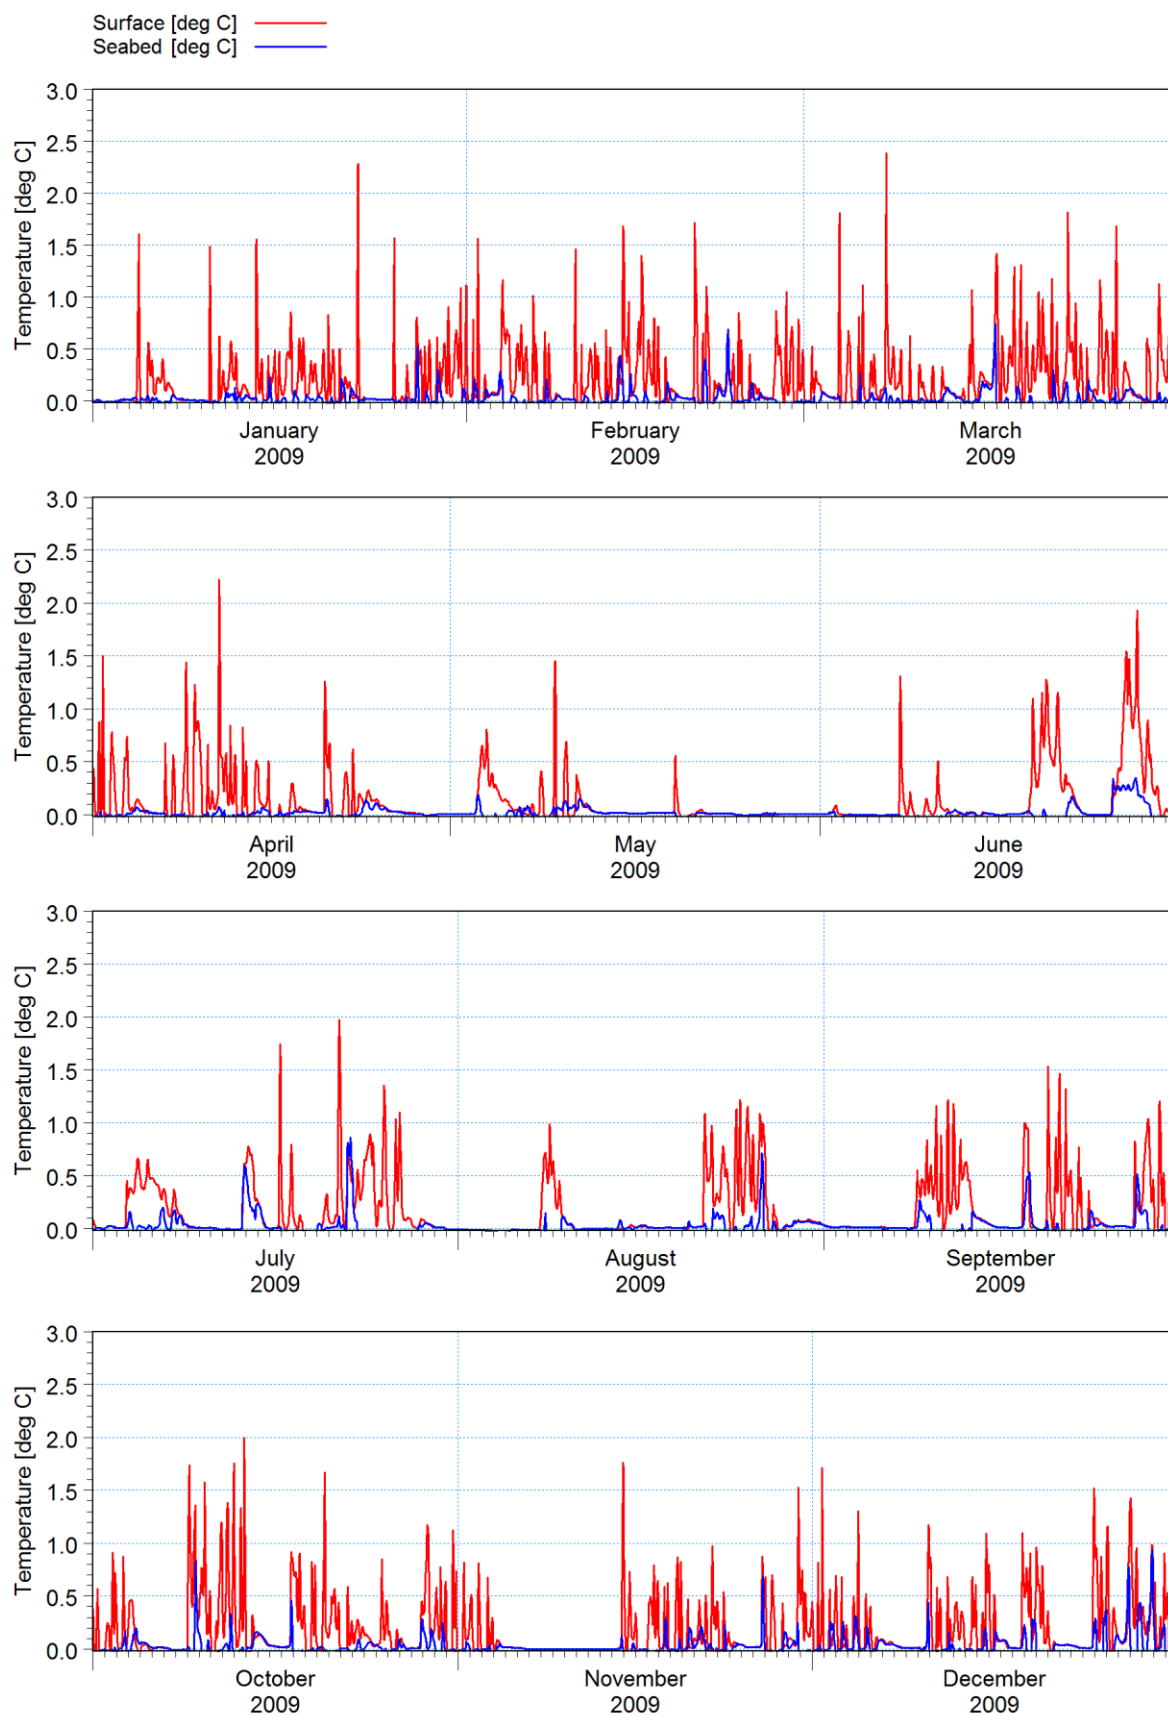 Surface [deg C]
Seabed [deg C]
Temperature [deg C]
3.0
2.5
2.0
1.5
1.0
0.5
0.0
January February March
2009 2009 2009
Temperature [deg C]
3.0
2.5
2.0
1.5
1.0
0.5
0.0
April May June
2009 2009 2009
Temperature [deg C]
3.0
2.5
2.0
1.5
1.0
0.5
0.0
July August September
2009 2009 2009
Temperature [deg C]
3.0
2.5
2.0
1.5
1.0
0.5
0.0
October November December
2009 2009 2009